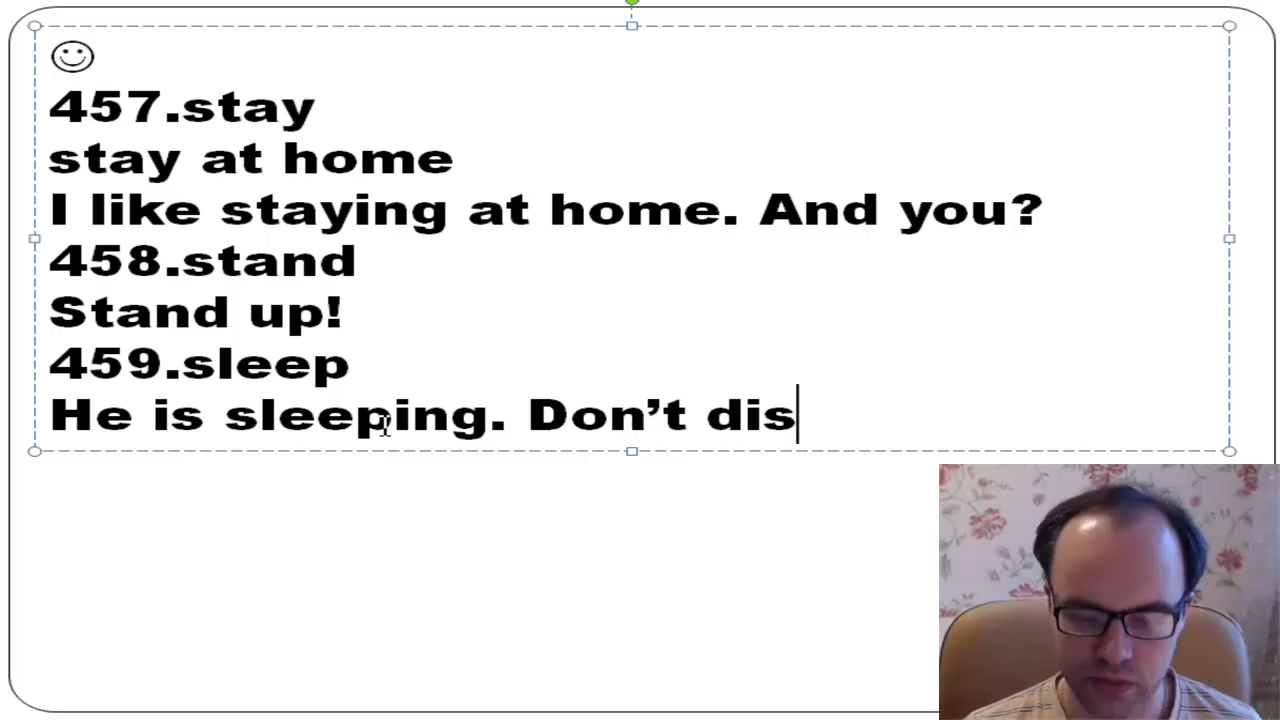 457.stay
stay at home
I like staying at home. And you?
458.stand
Stand up!
459.sleep
He is sleeping. Don’t dis